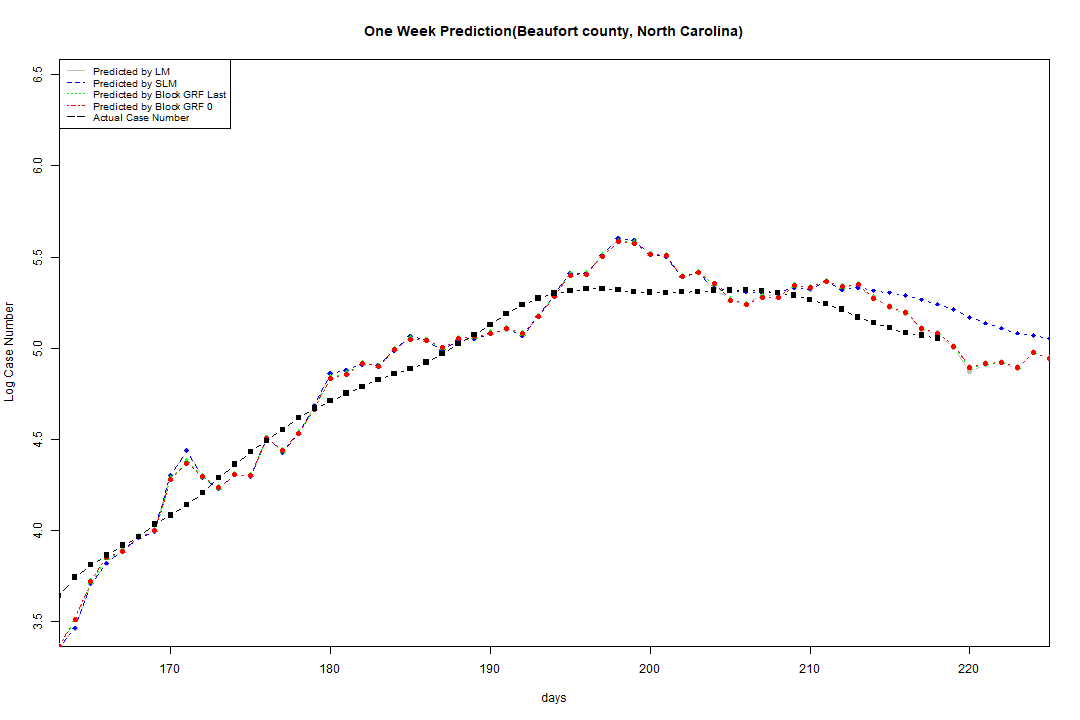 One Week Prediction(Beaufort county, North Carolina)
Predicted by LM
Predicted by SLM
Predicted by Block GRF Last
Predicted by Block GRF 0
Actual Case Number
6.5
6.0
5.5
5.0
4.5
4.0
3.5
Log Case Number
170
180
190
200
210
220
days